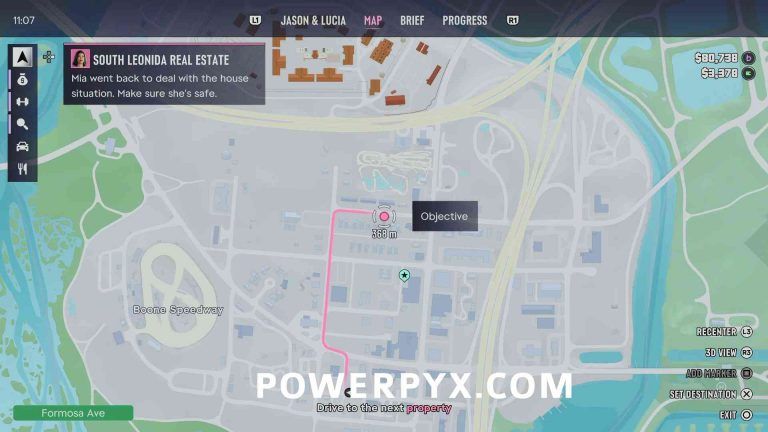 11:07
L1 JASON & LUCIA MAP BRIEF PROGRESS R1
SOUTH LEONIDA REAL ESTATE
Mia went back to deal with the house
situation. Make sure she's safe.
$80,738
$3,378
Objective
368 m
Boone Speedway
RECENTER L3
3D VIEW R3
ADD MARKER
SET DESTINATION
EXIT
POWERPYX.COM
Drive to the next property
Formosa Ave